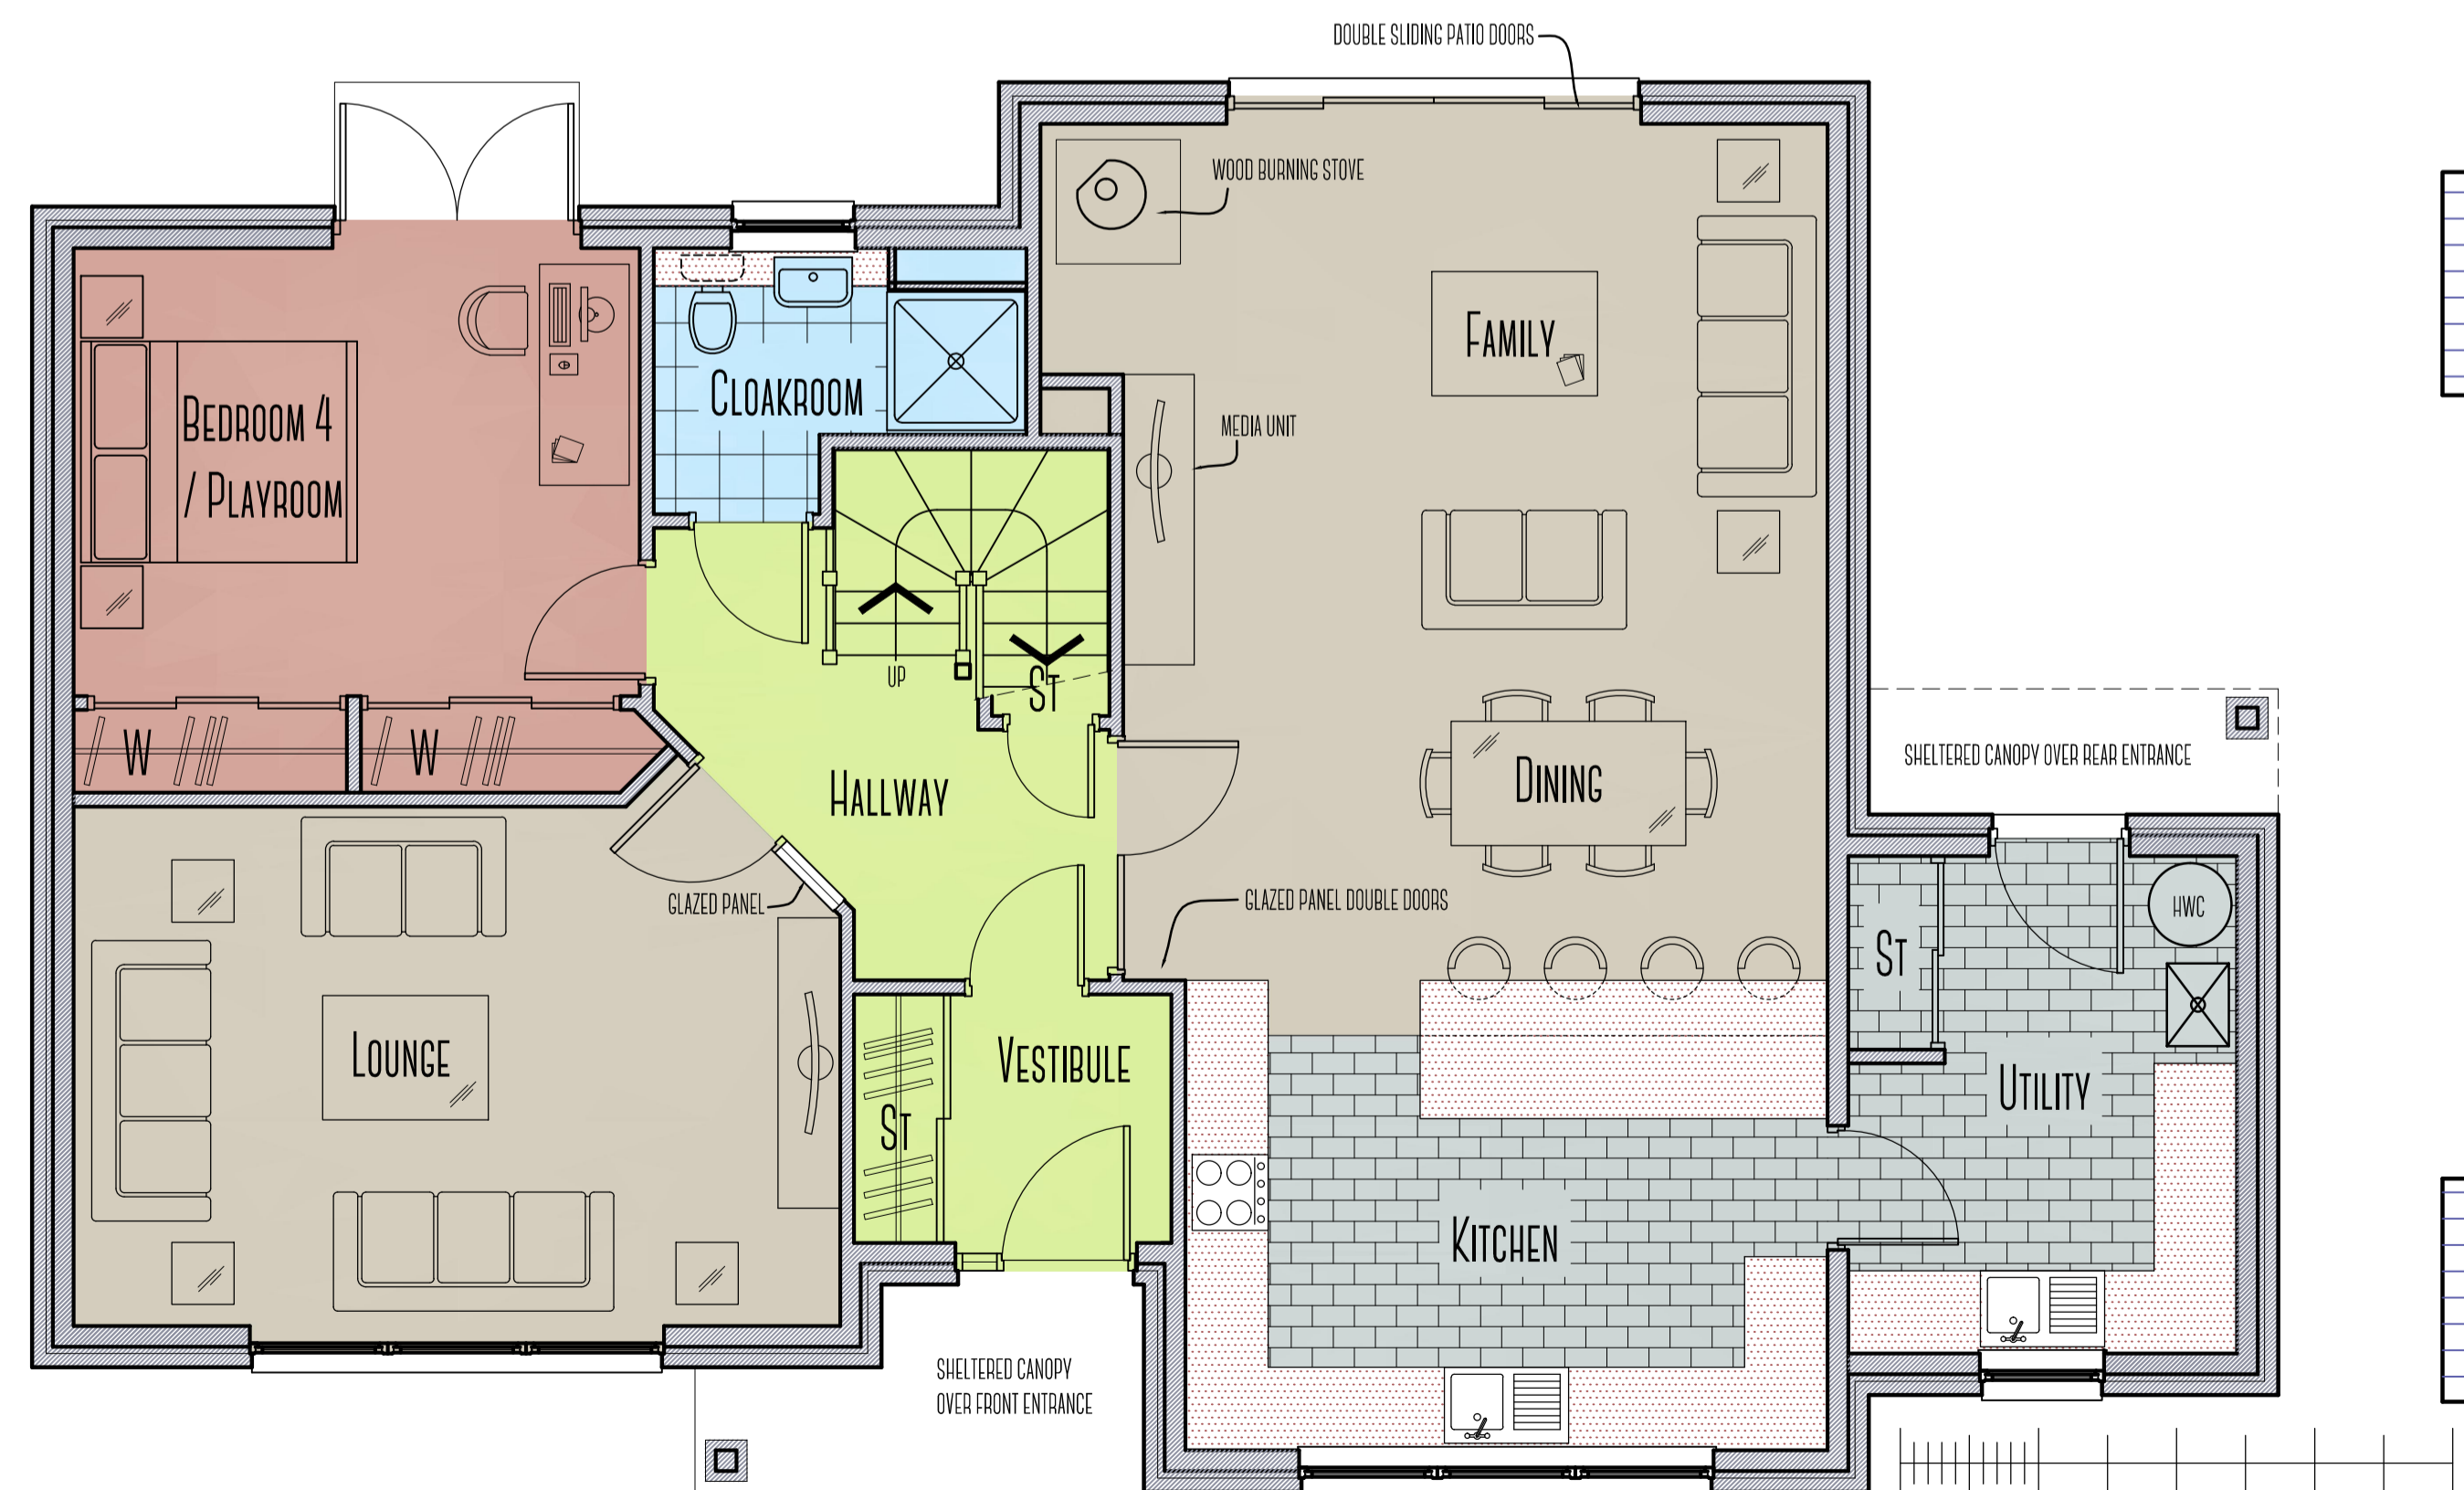 DOUBLE SLIDING PATIO DOORS
WOOD BURNING STOVE
FAMILY
CLOAKROOM
BEDROOM 4
/ PLAYROOM
MEDIA UNIT
UP
ST
W
W
HALLWAY
DINING
SHELTERED CANOPY OVER REAR ENTRANCE
GLAZED PANEL
GLAZED PANEL DOUBLE DOORS
HWC
ST
LOUNGE
VESTIBULE
UTILITY
ST
KITCHEN
SHELTERED CANOPY
OVER FRONT ENTRANCE